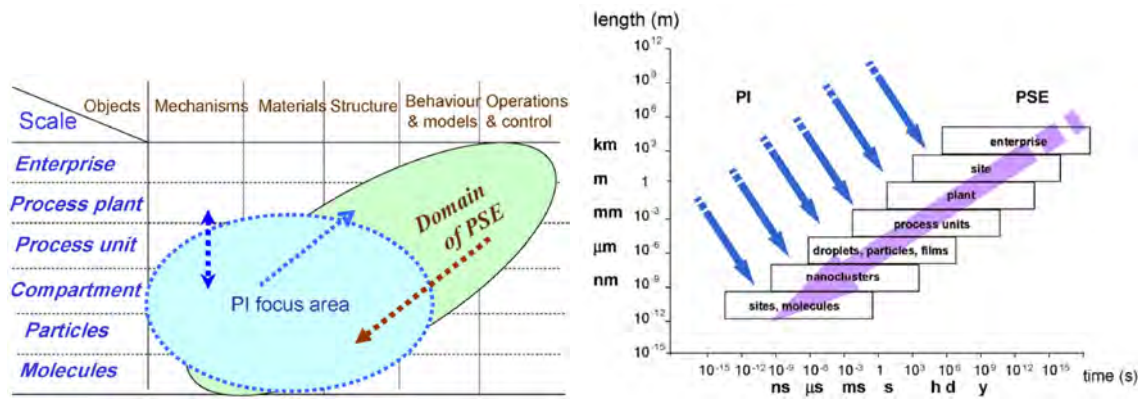 Objects
Mechanisms
Materials
Structure
Behaviour
& models
Operations
& control
Scale
Enterprise
Process plant
Process unit
Compartment
Particles
Molecules
Domain
of PSE
PI focus area
length (m)
10¹²
10⁹
10⁶
km
10³
m
1
mm
10⁻³
μm
10⁻⁶
nm
10⁻⁹
10⁻¹²
10⁻¹⁵
PI
PSE
enterprise
site
plant
process units
droplets, particles, films
nanoclusters
sites, molecules
10⁻¹⁵ 10⁻¹² 10⁻⁹ 10⁻⁶ 10⁻³ 1 10³ 10⁶ 10⁹ 10¹² 10¹⁵ time (s)
ns μs ms s h d y